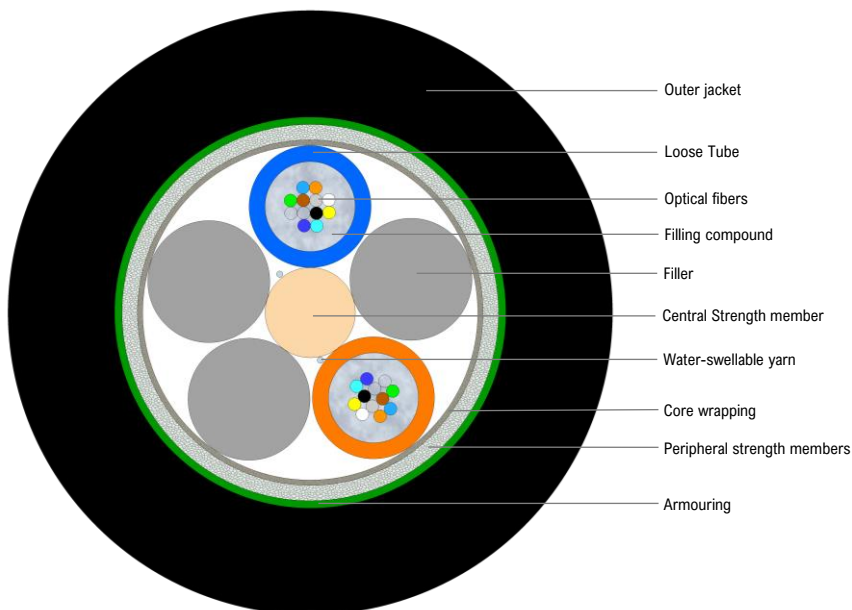 Outer jacket
Loose Tube
Optical fibers
Filling compound
Filler
Central Strength member
Water-swellable yarn
Core wrapping
Peripheral strength members
Armouring